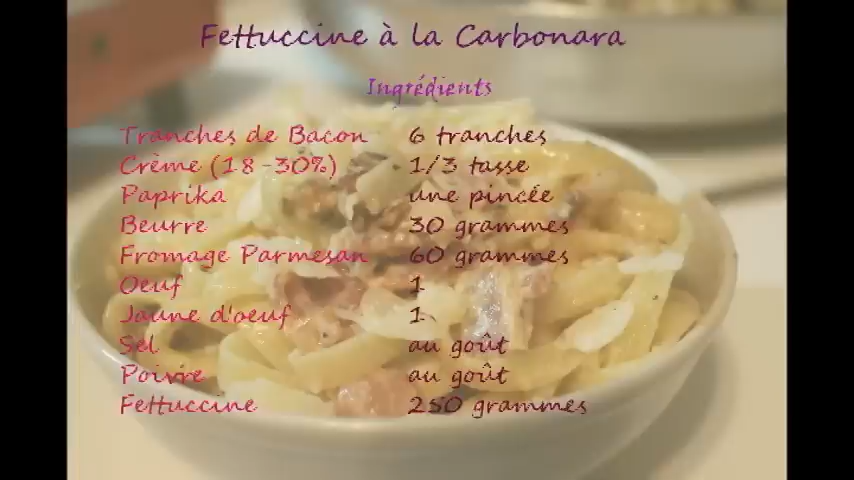 Fettuccine à la Carbonara
Ingrédients
Tranches de Bacon 6 tranches
Crème (18-30%) 1/3 tasse
Paprika une pincée
Beurre 30 grammes
Fromage Parmesan 60 grammes
Oeuf 1
Jaune d'oeuf 1
Sel au goût
Poivre au goût
Fettuccine 250 grammes